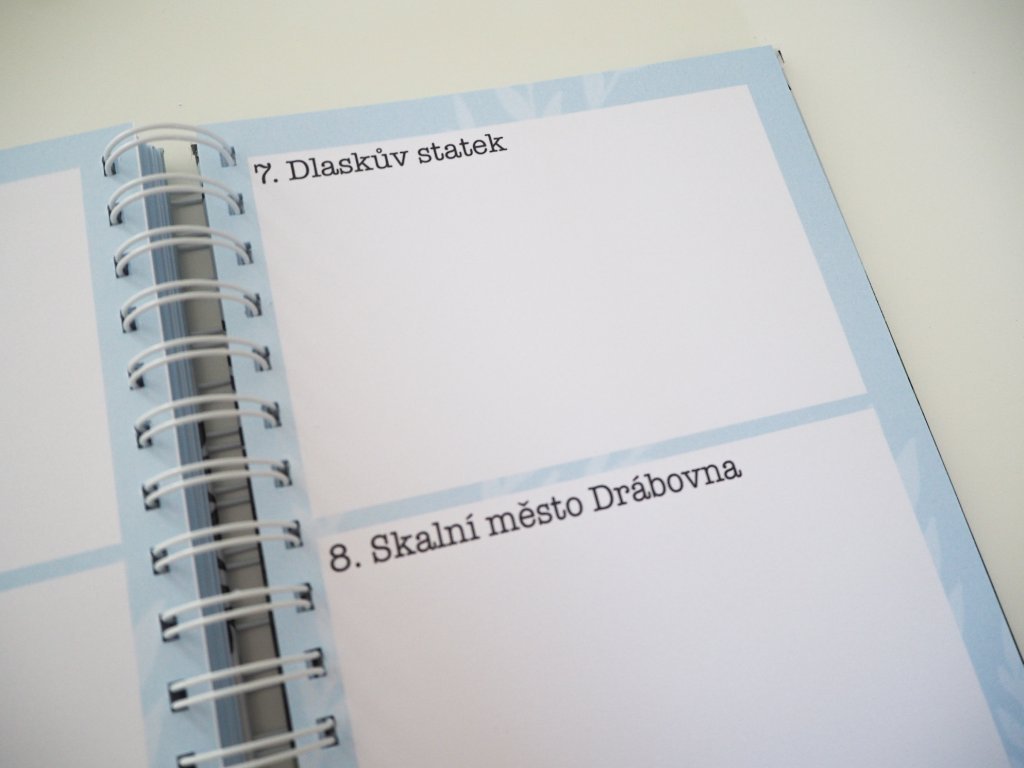 7. Dlaskův statek
8. Skalní město Drábovna